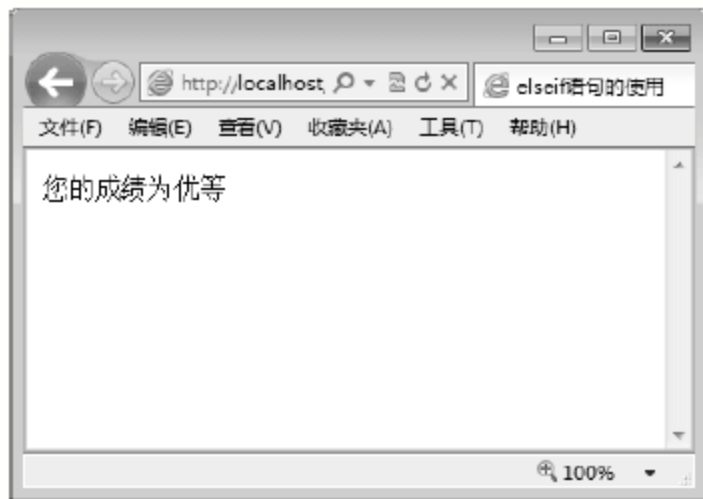 http://localhost,
elseif语句的使用
文件(F) 编辑(E) 查看(V) 收藏夹(A) 工具(T) 帮助(H)
您的成绩为优等
100%